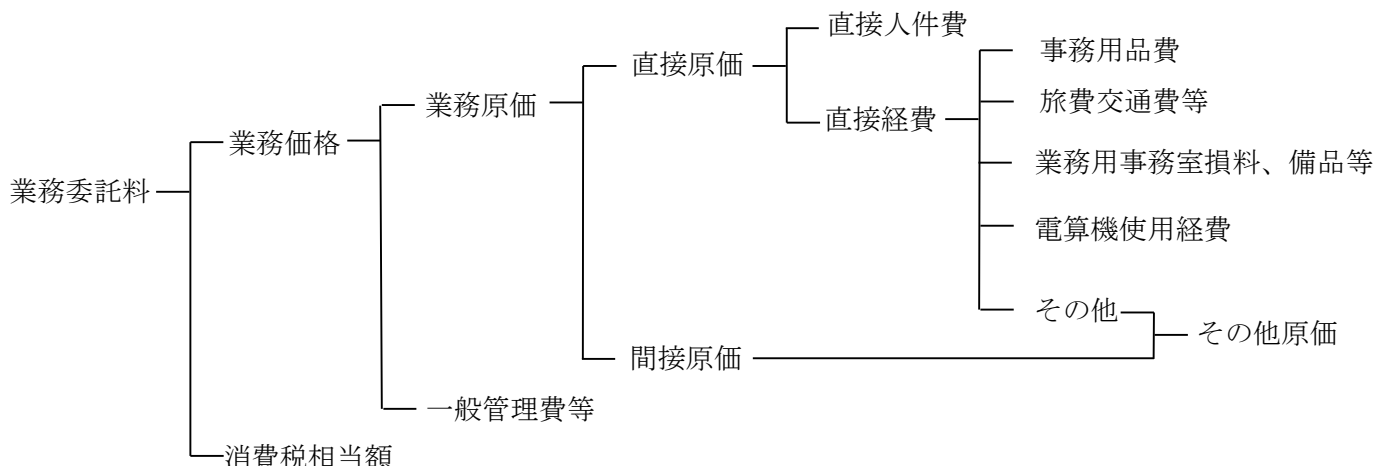 直接人件費
事務用品費
直接原価
旅費交通費等
業務原価
直接経費
業務価格
業務用事務室損料、備品等
業務委託料
電算機使用経費
その他
その他原価
間接原価
一般管理費等
消費税相当額